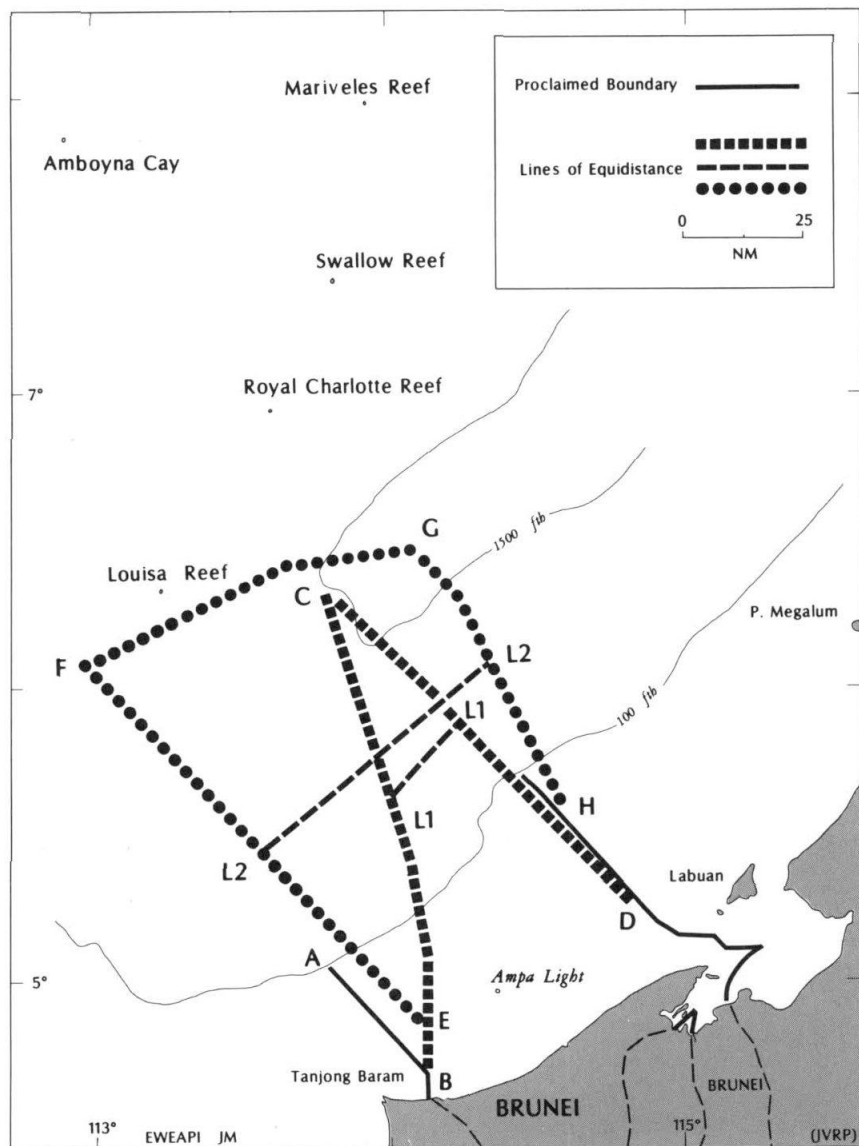 Mariveles Reef
Amboyna Cay
Proclaimed Boundary
Lines of Equidistance
0 25
NM
Swallow Reef
7°
Royal Charlotte Reef
G
1500 fth
Louisa Reef
C
P. Megalum
F
L2
L1
100 fth
H
L1
L2
Labuan
D
A
5°
Ampa Light
E
Tanjong Baram
B
BRUNEI
BRUNEI
113°
115°
EWEAPI JM
(JVRP)